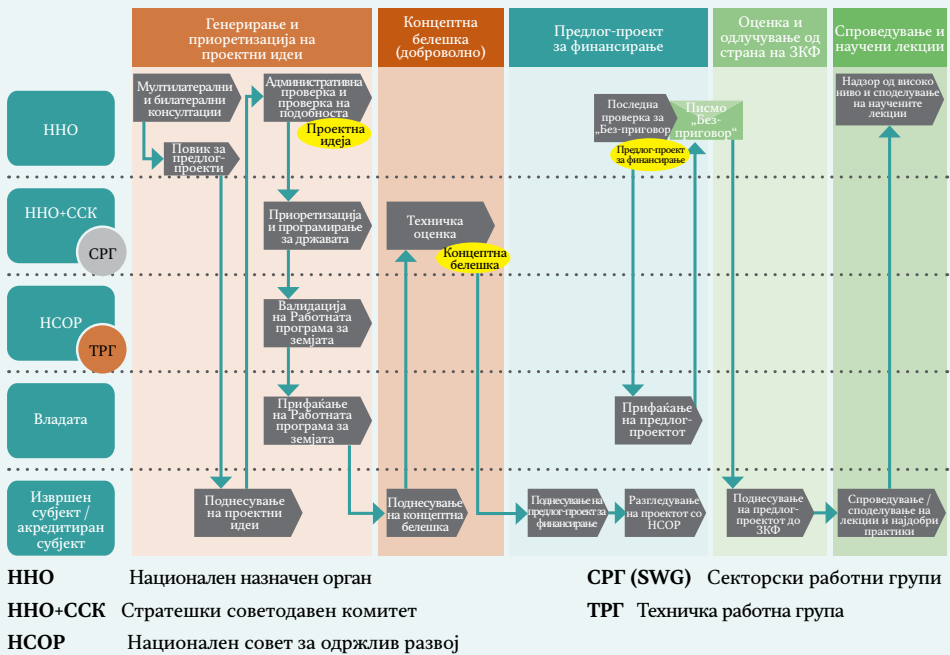 Генерирање и
приоретизација на
проектни идеи
Концептна
белешка
(доброволно)
Предлог-проект
за финансирање
Оценка и
одлучување од
страна на ЗКФ
Спроведување и
научени лекции
ННО
Мултилатерални
и билатерални
консултации
Повик за
предлог-
проекти
Административна
проверка и
проверка на
подобноста
Проектна
идеја
Последна
проверка за
„Без-приговор
Предлог-проект
за финансирање
Писмо
„Без-
приговор“
Надзор од високо
ниво и споделување
на научените
лекции
ННО+ССК
СРГ
Приоретизација
и програмирање
за државата
Техничка
оценка
Концептна
белешка
НСОР
ТРГ
Валидација
на Работната
програма за
земјата
Владата
Прифаќање
на Работната
програма за
земјата
Прифаќање
на предлог-
проектот
Извршен
субјект /
акредитиран
субјект
Поднесување
на проектни
идеи
Поднесување
на концептна
белешка
Поднесување на
предлог-проект за
финансирање
Разгледување
на проектот со
НСОР
Поднесување
на предлог-
проектот до
ЗКФ
Спроведување /
споделување на
лекции и најдобри
практики
ННО Национален назначен орган
ННО+ССК Стратешки советодавен комитет
НСОР Национален совет за одржлив развој
СРГ (SWG) Секторски работни групи
ТРГ Техничка работна група